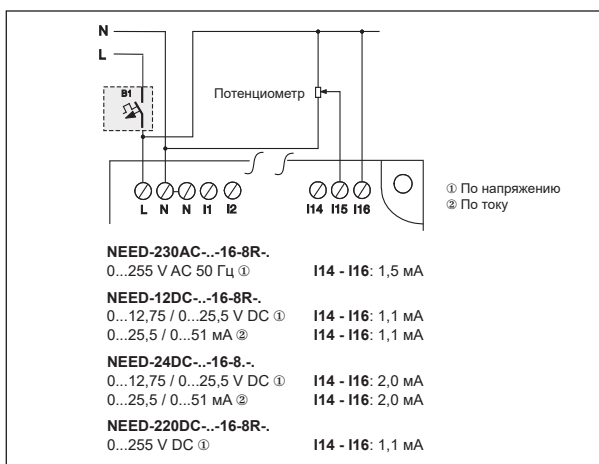 N
L
B1
Потенциометр
L N N I1 I2 I14 I15 I16
① По напряжению
② По току
NEED-230AC-..-16-8R-.
0...255 V AC 50 Гц ① I14 - I16: 1,5 мА
NEED-12DC-..-16-8R-.
0...12,75 / 0...25,5 V DC ① I14 - I16: 1,1 мА
0...25,5 / 0...51 мА ② I14 - I16: 1,1 мА
NEED-24DC-..-16-8.-.
0...12,75 / 0...25,5 V DC ① I14 - I16: 2,0 мА
0...25,5 / 0...51 мА ② I14 - I16: 2,0 мА
NEED-220DC-..-16-8R-.
0...255 V DC ① I14 - I16: 1,1 мА